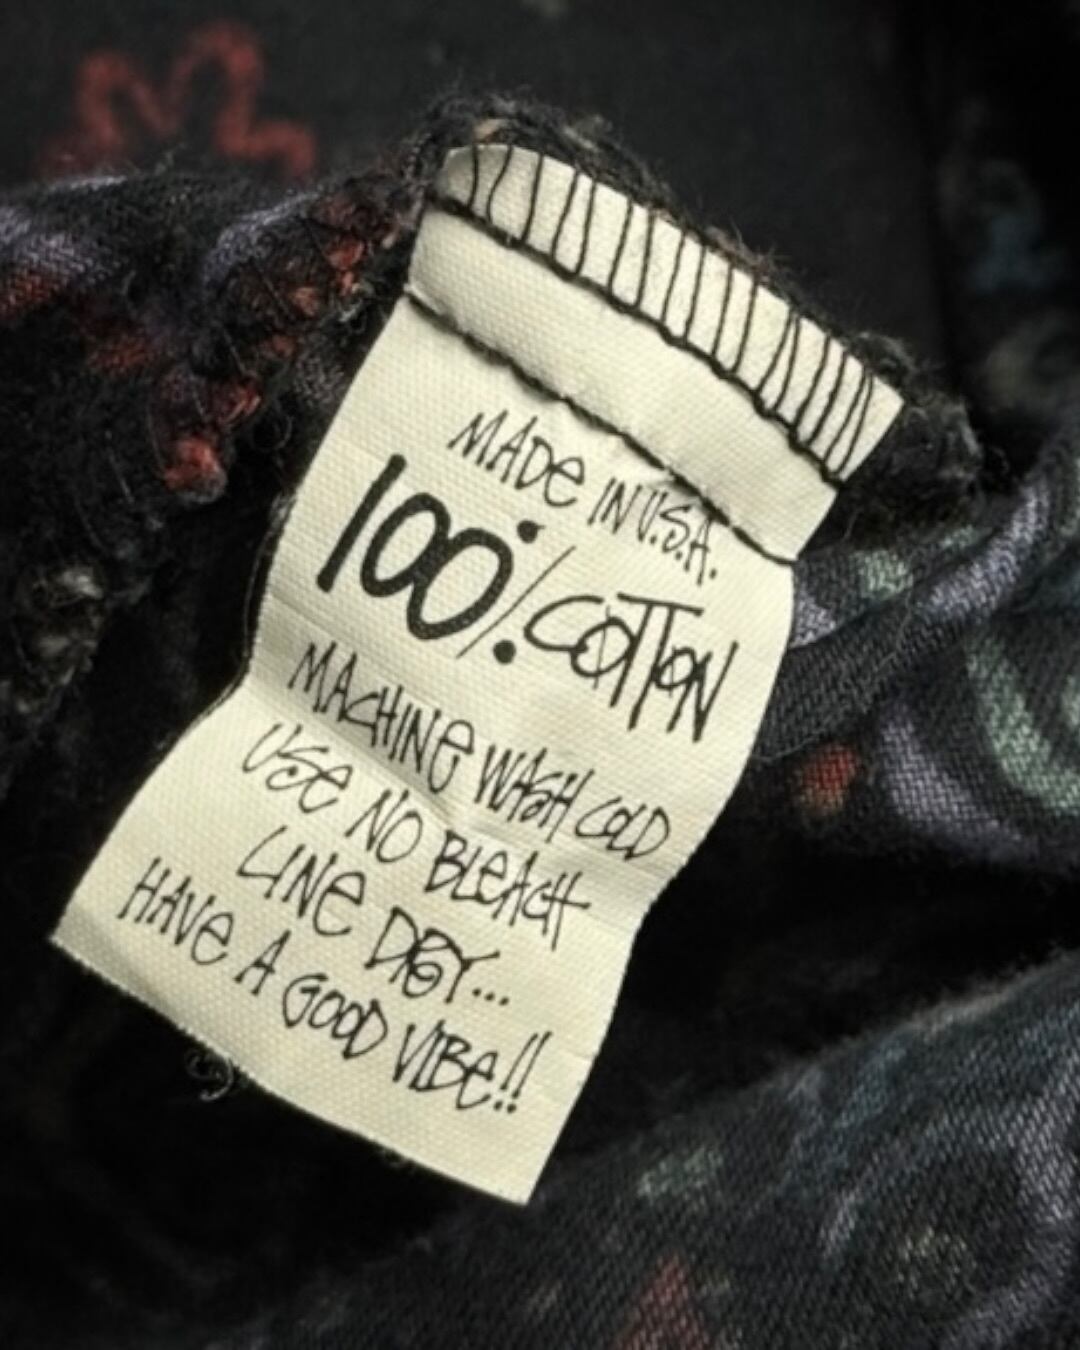 MADE IN U.S.A.
100% COTTON
MACHINE WASH COLD
USE NO BLEACH
LINE DRY...
HAVE A GOOD VIBE!!